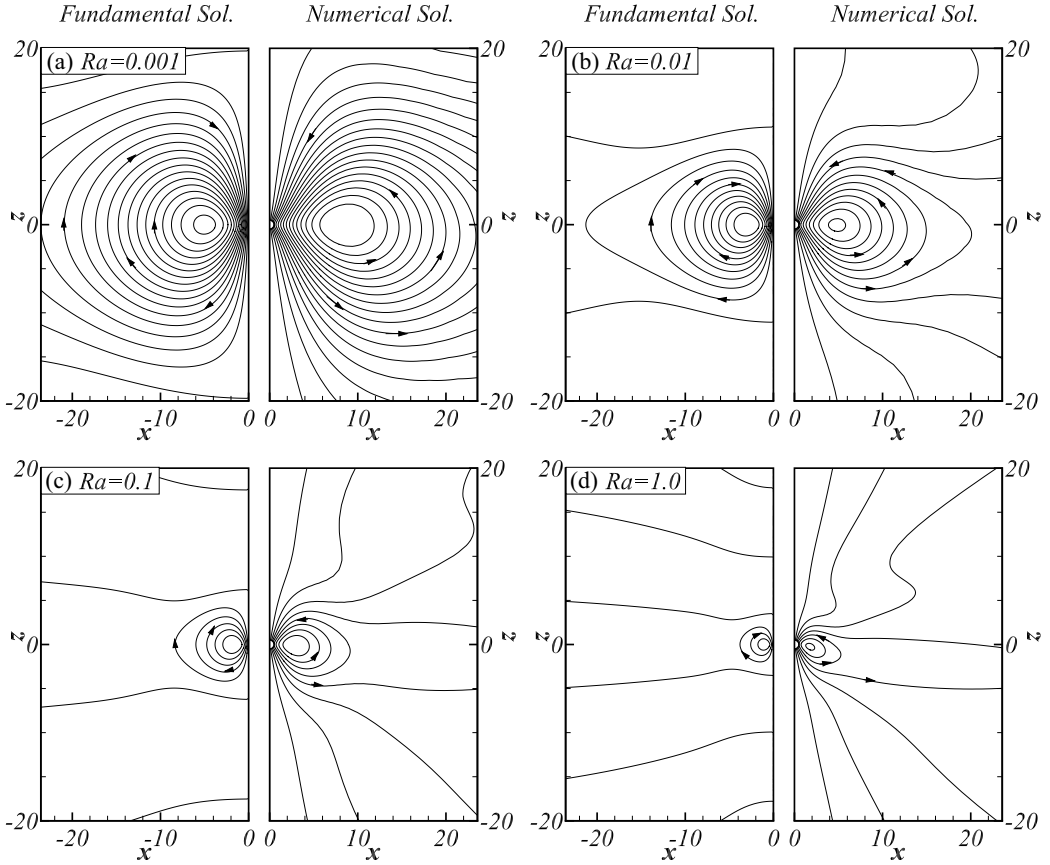 Fundamental Sol. Numerical Sol. Fundamental Sol. Numerical Sol.
20 (a) Ra=0.001 20 20 (b) Ra=0.01 20
z 0 0 z z 0 0 z
-20 -20 -20 -20
-20 -10 0 0 10 20 -20 -10 0 0 10 20
x x x x
20 (c) Ra=0.1 20 20 (d) Ra=1.0 20
z 0 0 z z 0 0 z
-20 -20 -20 -20
-20 -10 0 0 10 20 -20 -10 0 0 10 20
x x x x